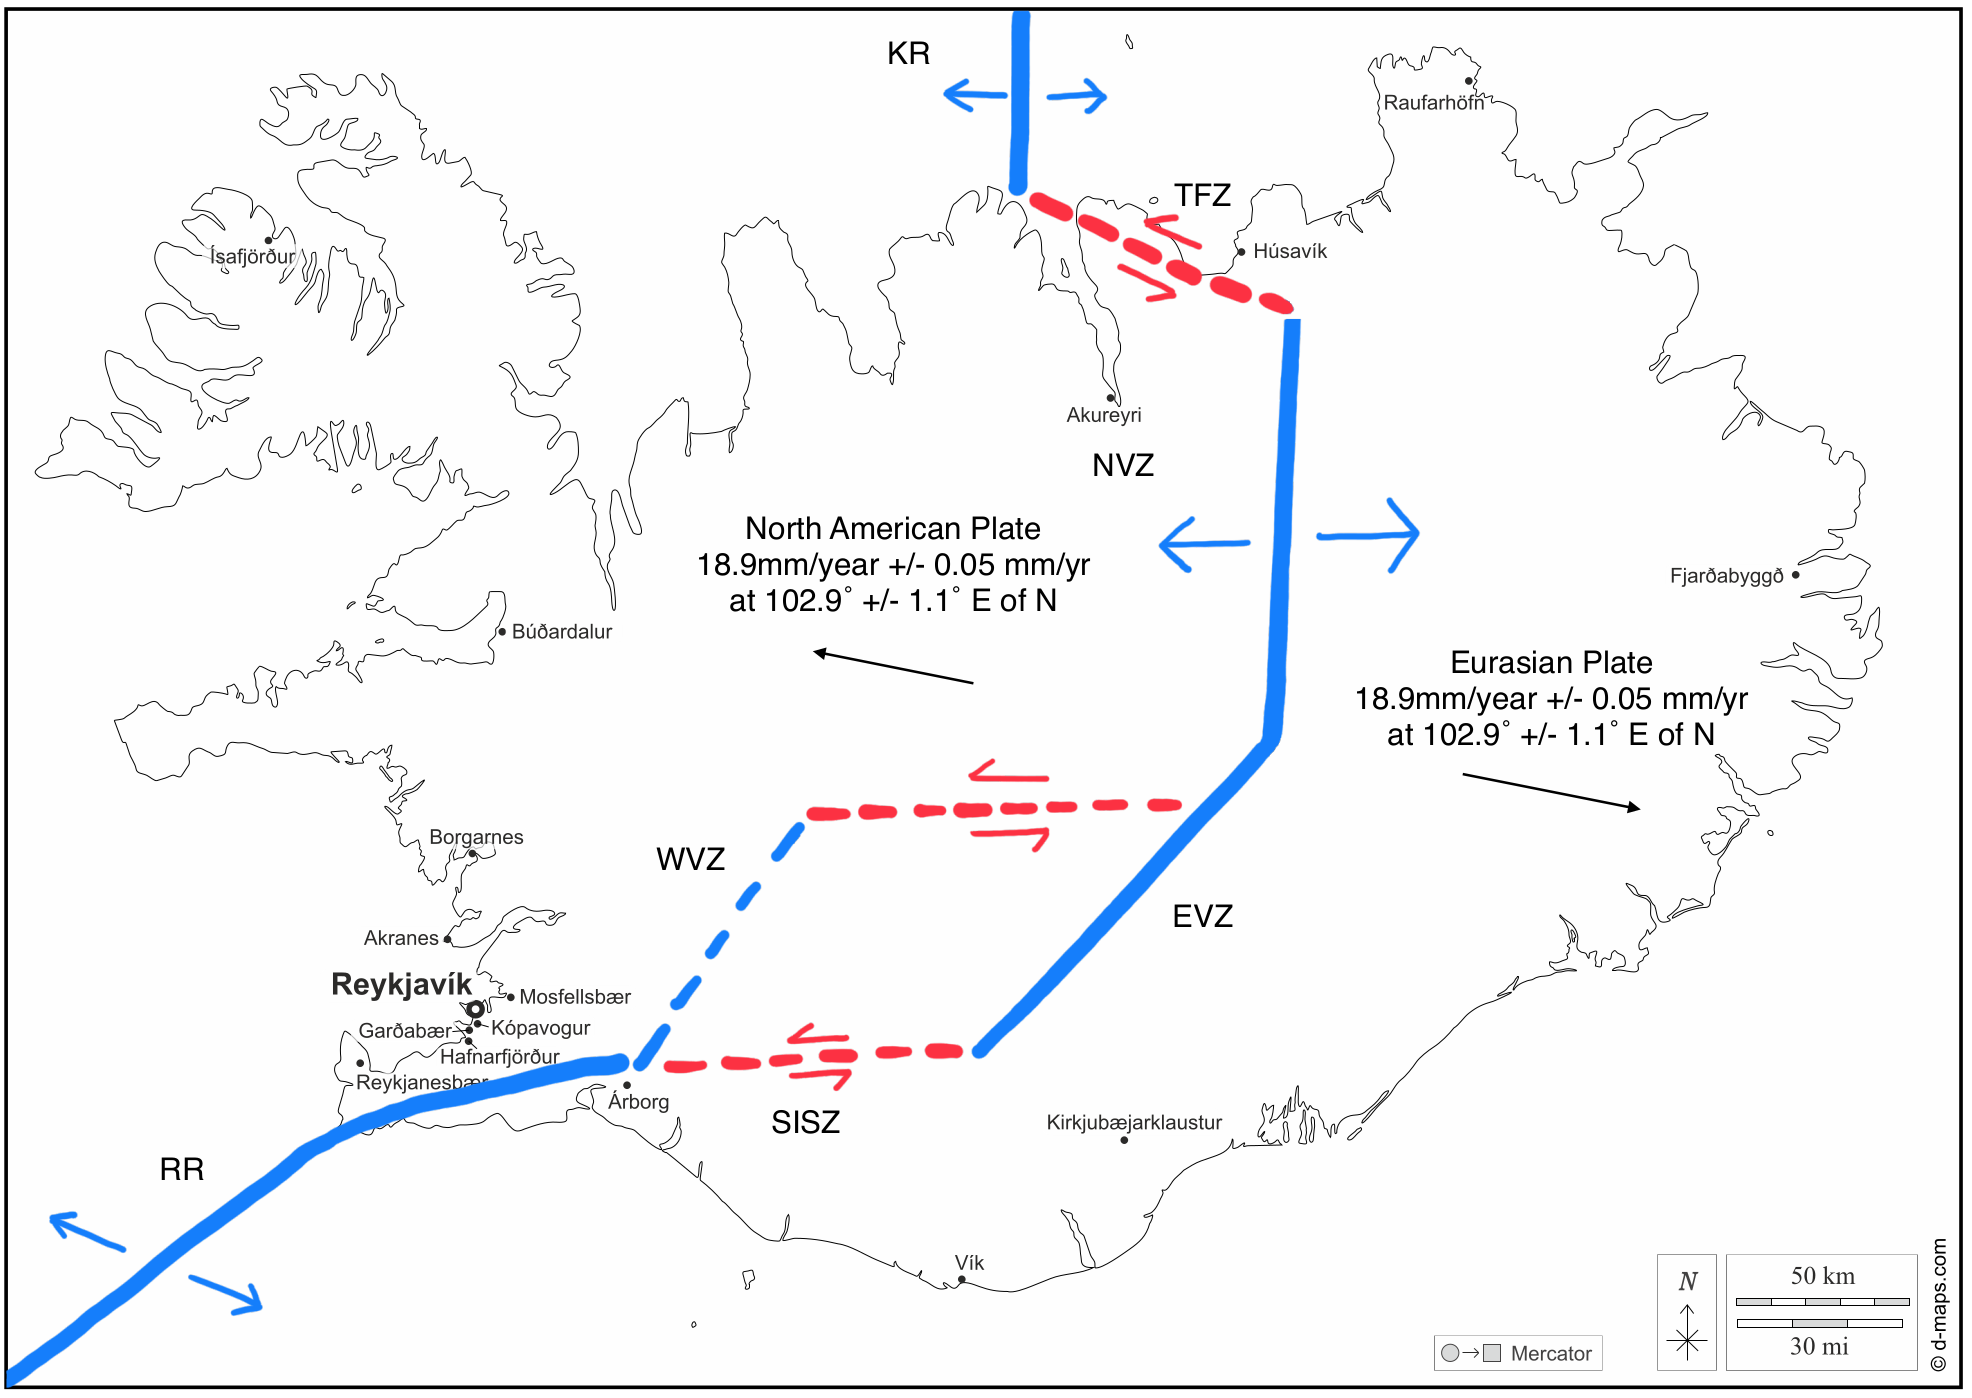 KR
Raufarhöfn
TFZ
Ísafjörður
Húsavík
Akureyri
NVZ
North American Plate
18.9mm/year +/- 0.05 mm/yr
at 102.9˚ +/- 1.1˚ E of N
Fjarðabyggð
Búðardalur
Eurasian Plate
18.9mm/year +/- 0.05 mm/yr
at 102.9˚ +/- 1.1˚ E of N
Borgarnes
WVZ
EVZ
Akranes
Reykjavík
Mosfellsbær
Garðabær
Kópavogur
Hafnarfjörður
Reykjanesbær
Árborg
SISZ
Kirkjubæjarklaustur
RR
Vík
N
50 km
30 mi
Mercator
© d-maps.com